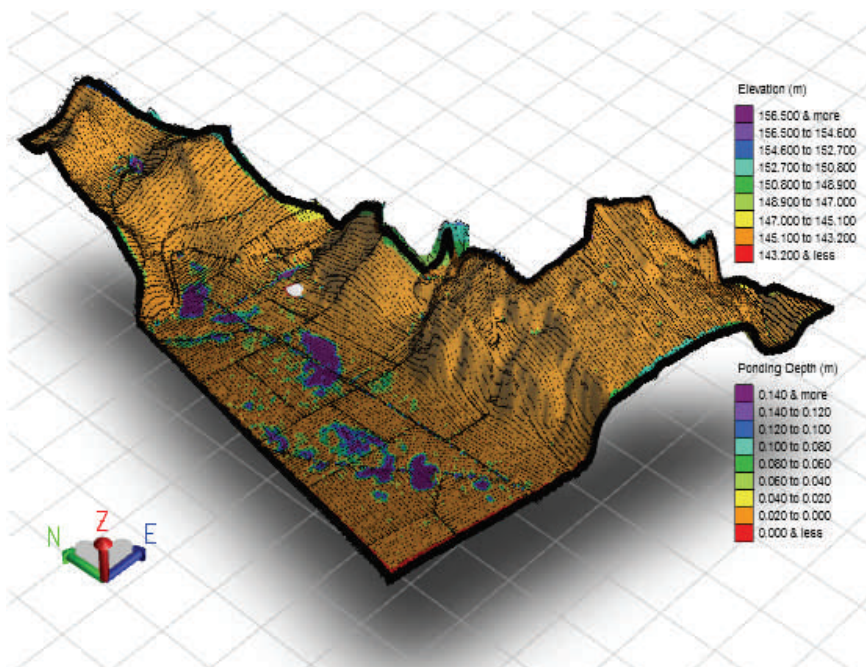 Elevation (m)
156.500 & more
156.500 to 154.600
154.600 to 152.700
152.700 to 150.800
150.800 to 148.900
148.900 to 147.000
147.000 to 145.100
145.100 to 143.200
143.200 & less
Ponding Depth (m)
0.140 & more
0.140 to 0.120
0.120 to 0.100
0.100 to 0.080
0.080 to 0.060
0.060 to 0.040
0.040 to 0.020
0.020 to 0.000
0.000 & less
N Z E